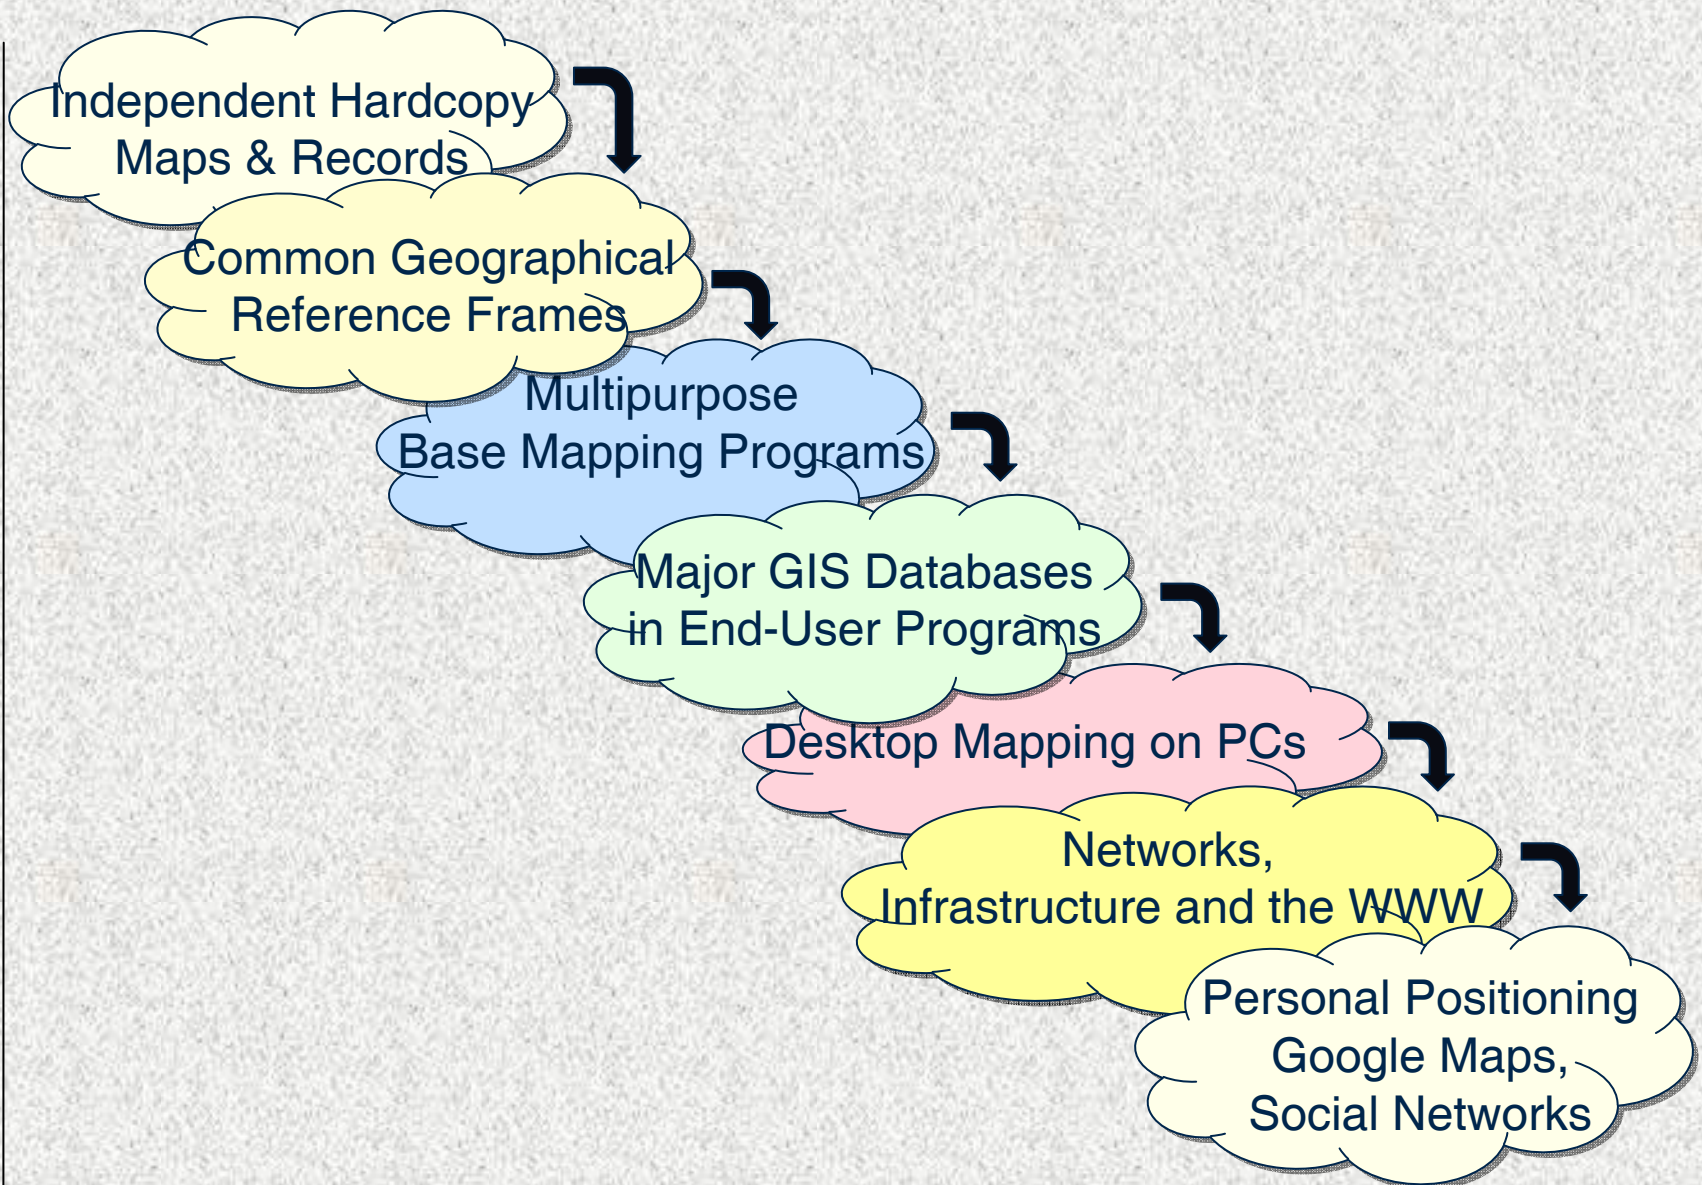 Independent Hardcopy
Maps & Records
Common Geographical
Reference Frames
Multipurpose
Base Mapping Programs
Major GIS Databases
in End-User Programs
Desktop Mapping on PCs
Networks,
Infrastructure and the WWW
Personal Positioning
Google Maps,
Social Networks